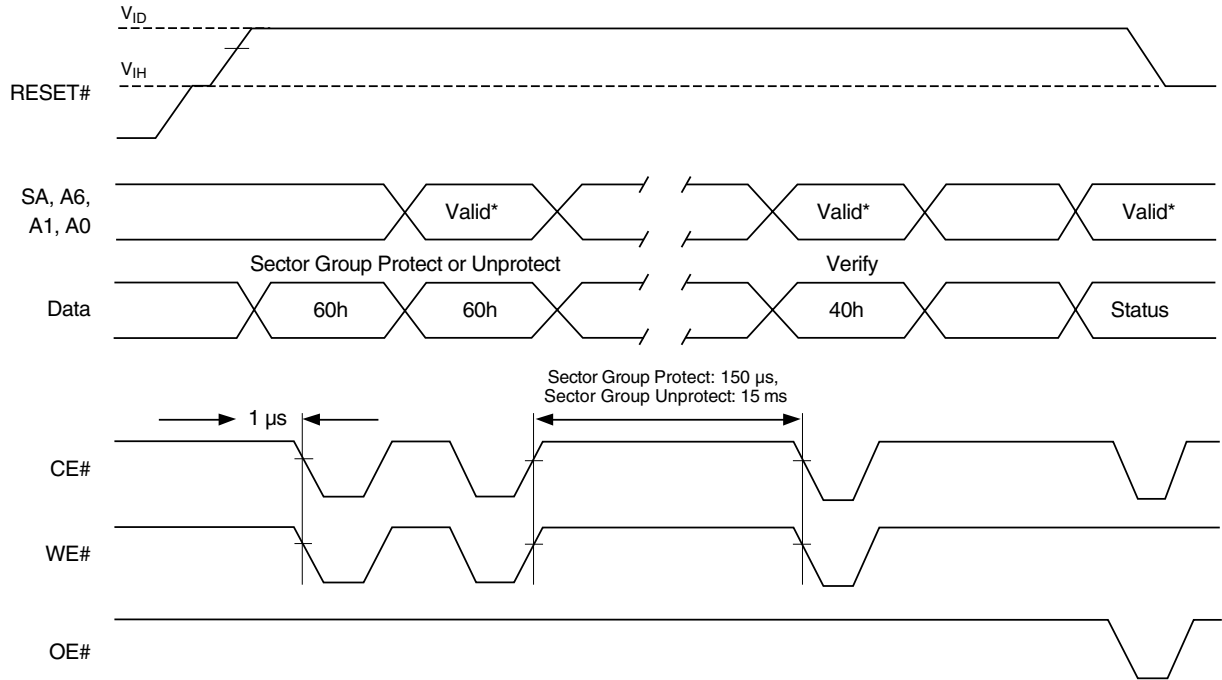 VID
VIH
RESET#
SA, A6,
A1, A0
Valid*
Valid*
Valid*
Sector Group Protect or Unprotect
Verify
Data
60h
60h
40h
Status
Sector Group Protect: 150 µs,
Sector Group Unprotect: 15 ms
1 µs
CE#
WE#
OE#